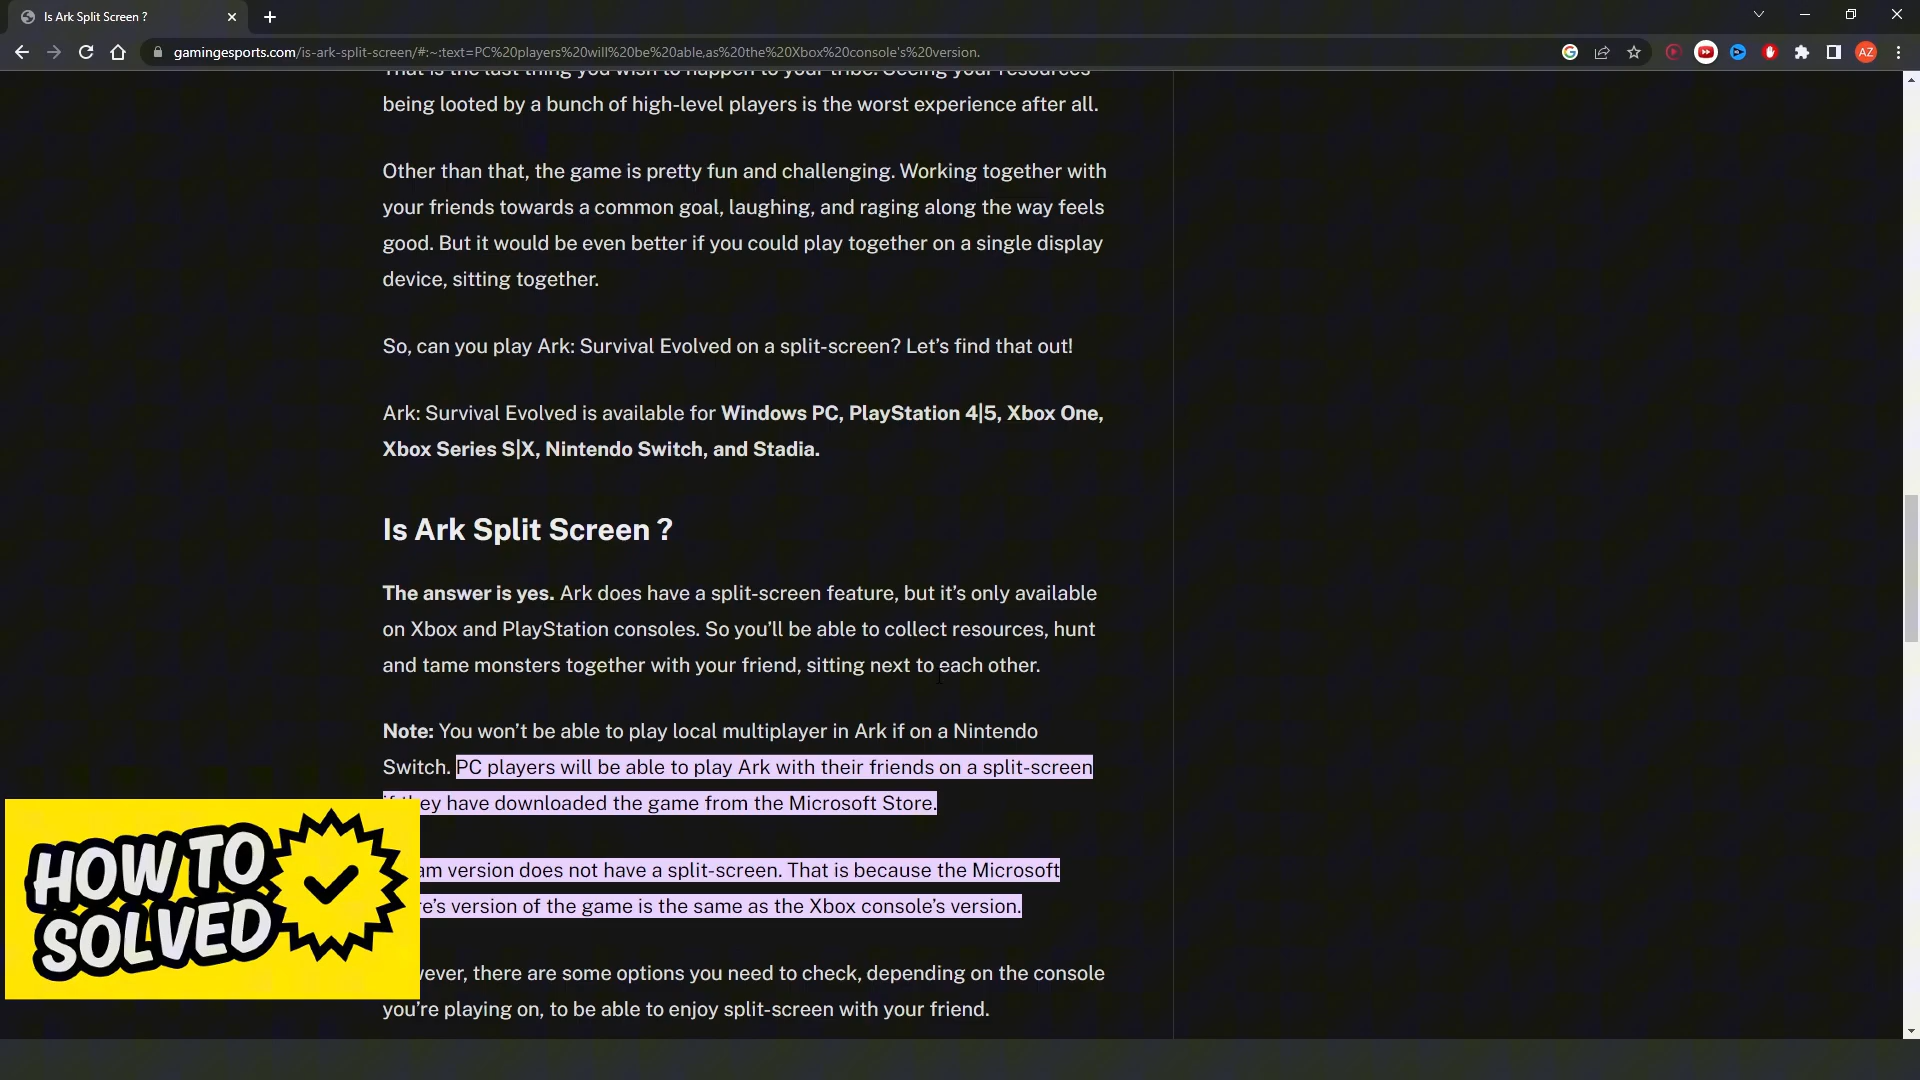 Is Ark Split Screen ?
gamingesports.com/is-ark-split-screen/#:~:text=PC%20players%20will%20be%20able,as%20the%20Xbox%20console's%20version.
AZ
That is the last thing you wish to happen to your tribe. Seeing your resources
being looted by a bunch of high-level players is the worst experience after all.
Other than that, the game is pretty fun and challenging. Working together with
your friends towards a common goal, laughing, and raging along the way feels
good. But it would be even better if you could play together on a single display
device, sitting together.
So, can you play Ark: Survival Evolved on a split-screen? Let’s find that out!
Ark: Survival Evolved is available for Windows PC, PlayStation 4|5, Xbox One,
Xbox Series S|X, Nintendo Switch, and Stadia.
Is Ark Split Screen ?
The answer is yes. Ark does have a split-screen feature, but it’s only available
on Xbox and PlayStation consoles. So you’ll be able to collect resources, hunt
and tame monsters together with your friend, sitting next to each other.
Note: You won’t be able to play local multiplayer in Ark if on a Nintendo
Switch. PC players will be able to play Ark with their friends on a split-screen
if they have downloaded the game from the Microsoft Store.
am version does not have a split-screen. That is because the Microsoft
re’s version of the game is the same as the Xbox console’s version.
vever, there are some options you need to check, depending on the console
you’re playing on, to be able to enjoy split-screen with your friend.
HOW TO
SOLVED